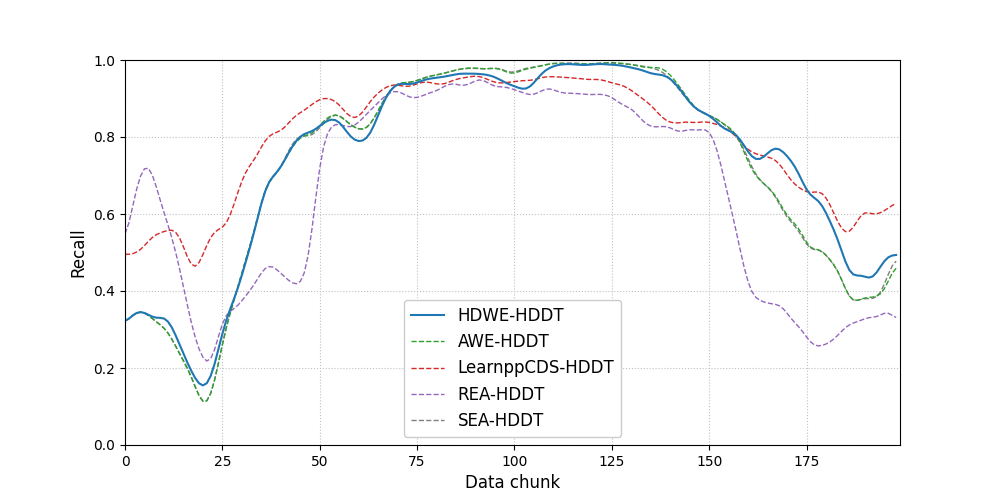 1.0
0.8
0.6
0.4
0.2
0.0
Recall
HDWE-HDDT
AWE-HDDT
LearnppCDS-HDDT
REA-HDDT
SEA-HDDT
0 25 50 75 100 125 150 175
Data chunk